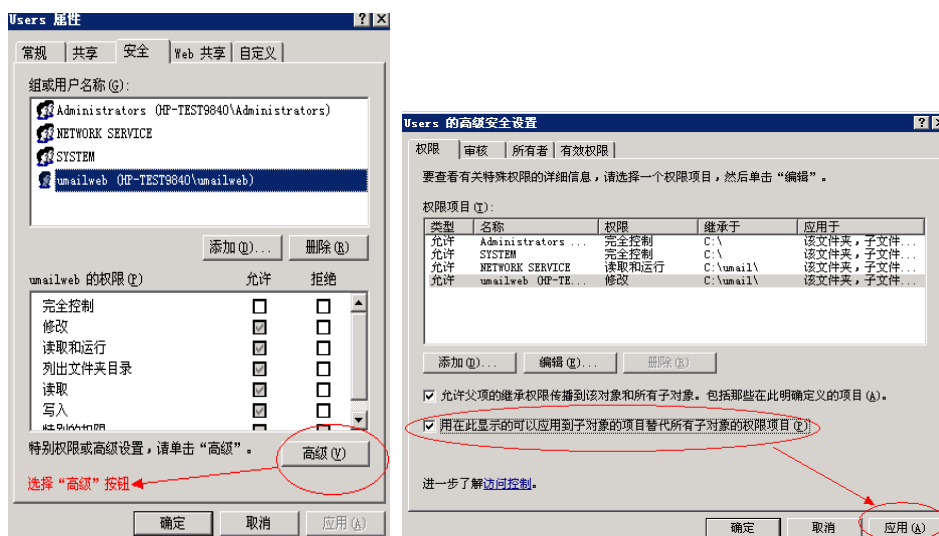 Users 属性
常规 共享 安全 Web 共享 自定义
组或用户名称(G):
Administrators (HP-TEST9840\Administrators)
NETWORK SERVICE
SYSTEM
umailweb (HP-TEST9840\umailweb)
添加(D)... 删除(R)
umailweb 的权限(P) 允许 拒绝
完全控制
修改
读取和运行
列出文件夹目录
读取
写入
特别的权限
特别权限或高级设置，请单击“高级”。
高级(V)
选择“高级”按钮
确定 取消 应用(A)
Users 的高级安全设置
权限 审核 所有者 有效权限
要查看有关特殊权限的详细信息，请选择一个权限项目，然后单击“编辑”。
权限项目(T):
类型 名称 权限 继承于 应用于
允许 Administrators ... 完全控制 C:\ 该文件夹，子文件...
允许 SYSTEM 完全控制 C:\ 该文件夹，子文件...
允许 NETWORK SERVICE 读取和运行 C:\umail\ 该文件夹，子文件...
允许 umailweb (HP-TE... 修改 C:\umail\ 该文件夹，子文件...
添加(D)... 编辑(E)... 删除(R)
允许父项的继承权限传播到该对象和所有子对象。包括那些在此明确定义的项目(A)。
用在此显示的可以应用到子对象的项目替代所有子对象的权限项目(P)
进一步了解访问控制。
确定 取消 应用(A)